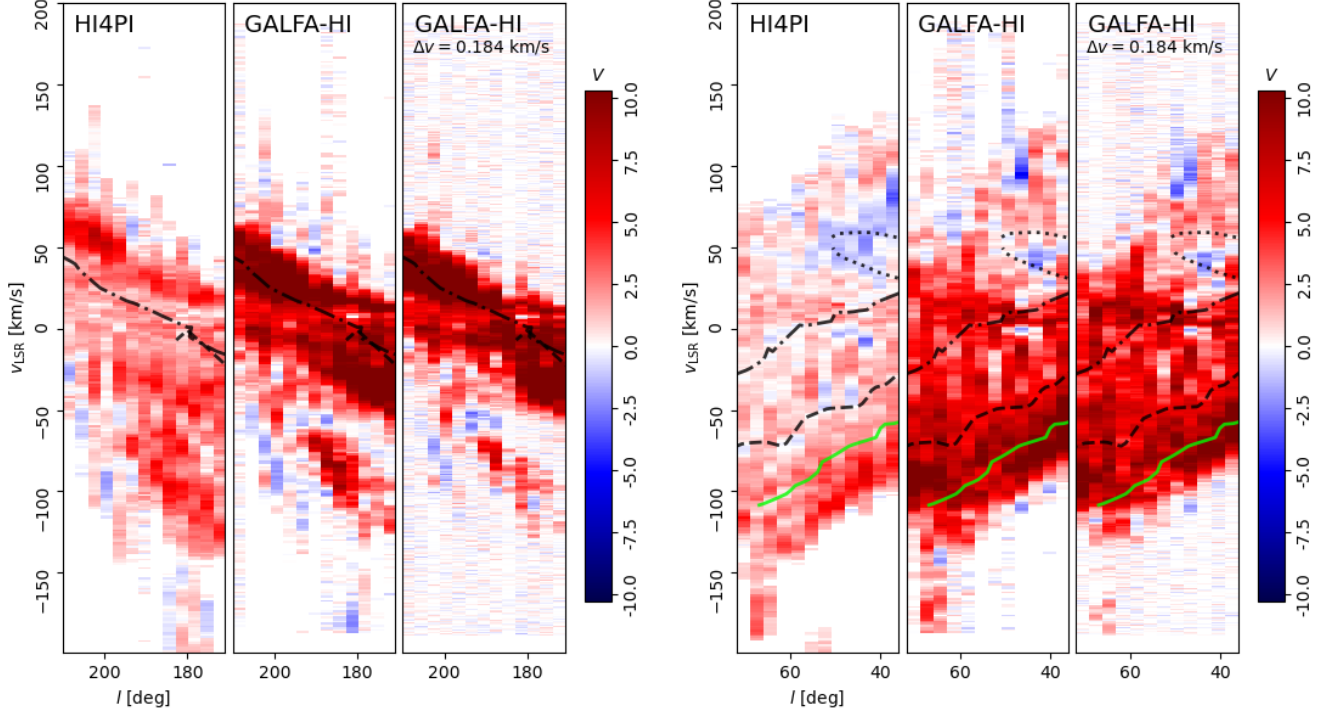 HI4PI GALFA-HI GALFA-HI
Δv = 0.184 km/s
200
150
100
50
0
−50
−100
−150
v_LSR [km/s]
200 180 200 180 200 180
l [deg]
V
10.0
7.5
5.0
2.5
0.0
-2.5
-5.0
-7.5
-10.0
HI4PI GALFA-HI GALFA-HI
Δv = 0.184 km/s
200
150
100
50
0
−50
−100
−150
v_LSR [km/s]
60 40 60 40 60 40
l [deg]
V
10.0
7.5
5.0
2.5
0.0
-2.5
-5.0
-7.5
-10.0